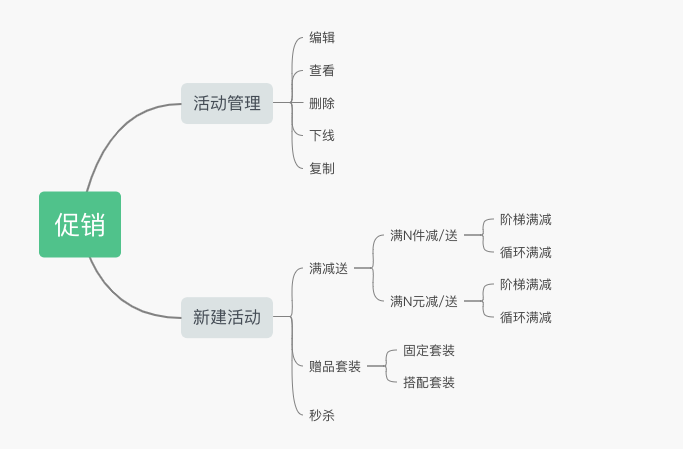 促销
活动管理
编辑
查看
删除
下线
复制
新建活动
满减送
满N件减/送
阶梯满减
循环满减
满N元减/送
阶梯满减
循环满减
赠品套装
固定套装
搭配套装
秒杀